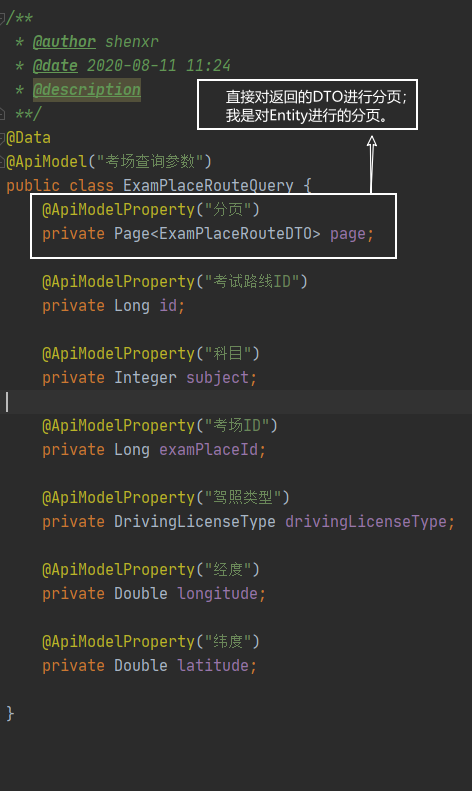 /**
* @author shenxr
* @date 2020-08-11 11:24
* @description
**/
直接对返回的DTO进行分页；
我是对Entity进行的分页。
@Data
@ApiModel("考场查询参数")
public class ExamPlaceRouteQuery {
@ApiModelProperty("分页")
private Page<ExamPlaceRouteDTO> page;
@ApiModelProperty("考试路线ID")
private Long id;
@ApiModelProperty("科目")
private Integer subject;
@ApiModelProperty("考场ID")
private Long examPlaceId;
@ApiModelProperty("驾照类型")
private DrivingLicenseType drivingLicenseType;
@ApiModelProperty("经度")
private Double longitude;
@ApiModelProperty("纬度")
private Double latitude;
}